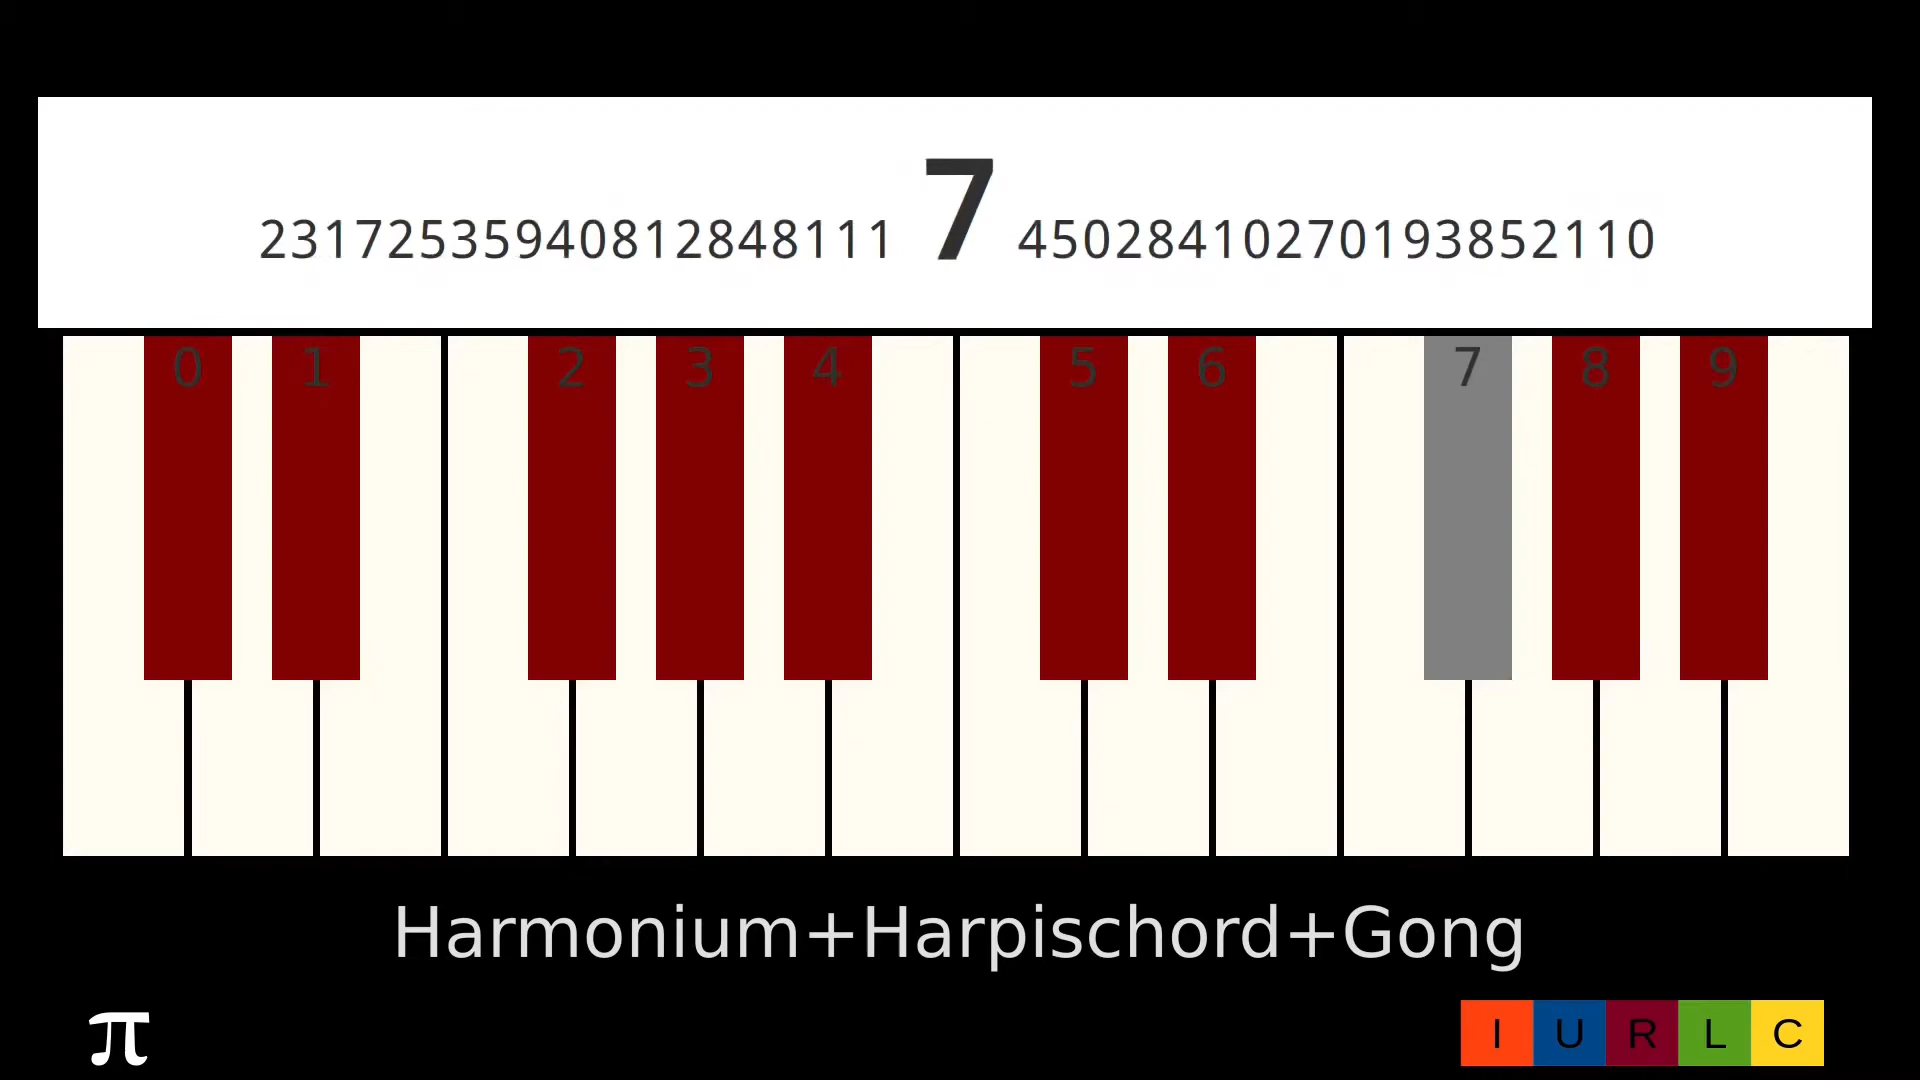 23172535940812848111 7 45028410270193852110
0 1 2 3 4 5 6 7 8 9
Harmonium+Harpischord+Gong
π I U R L C